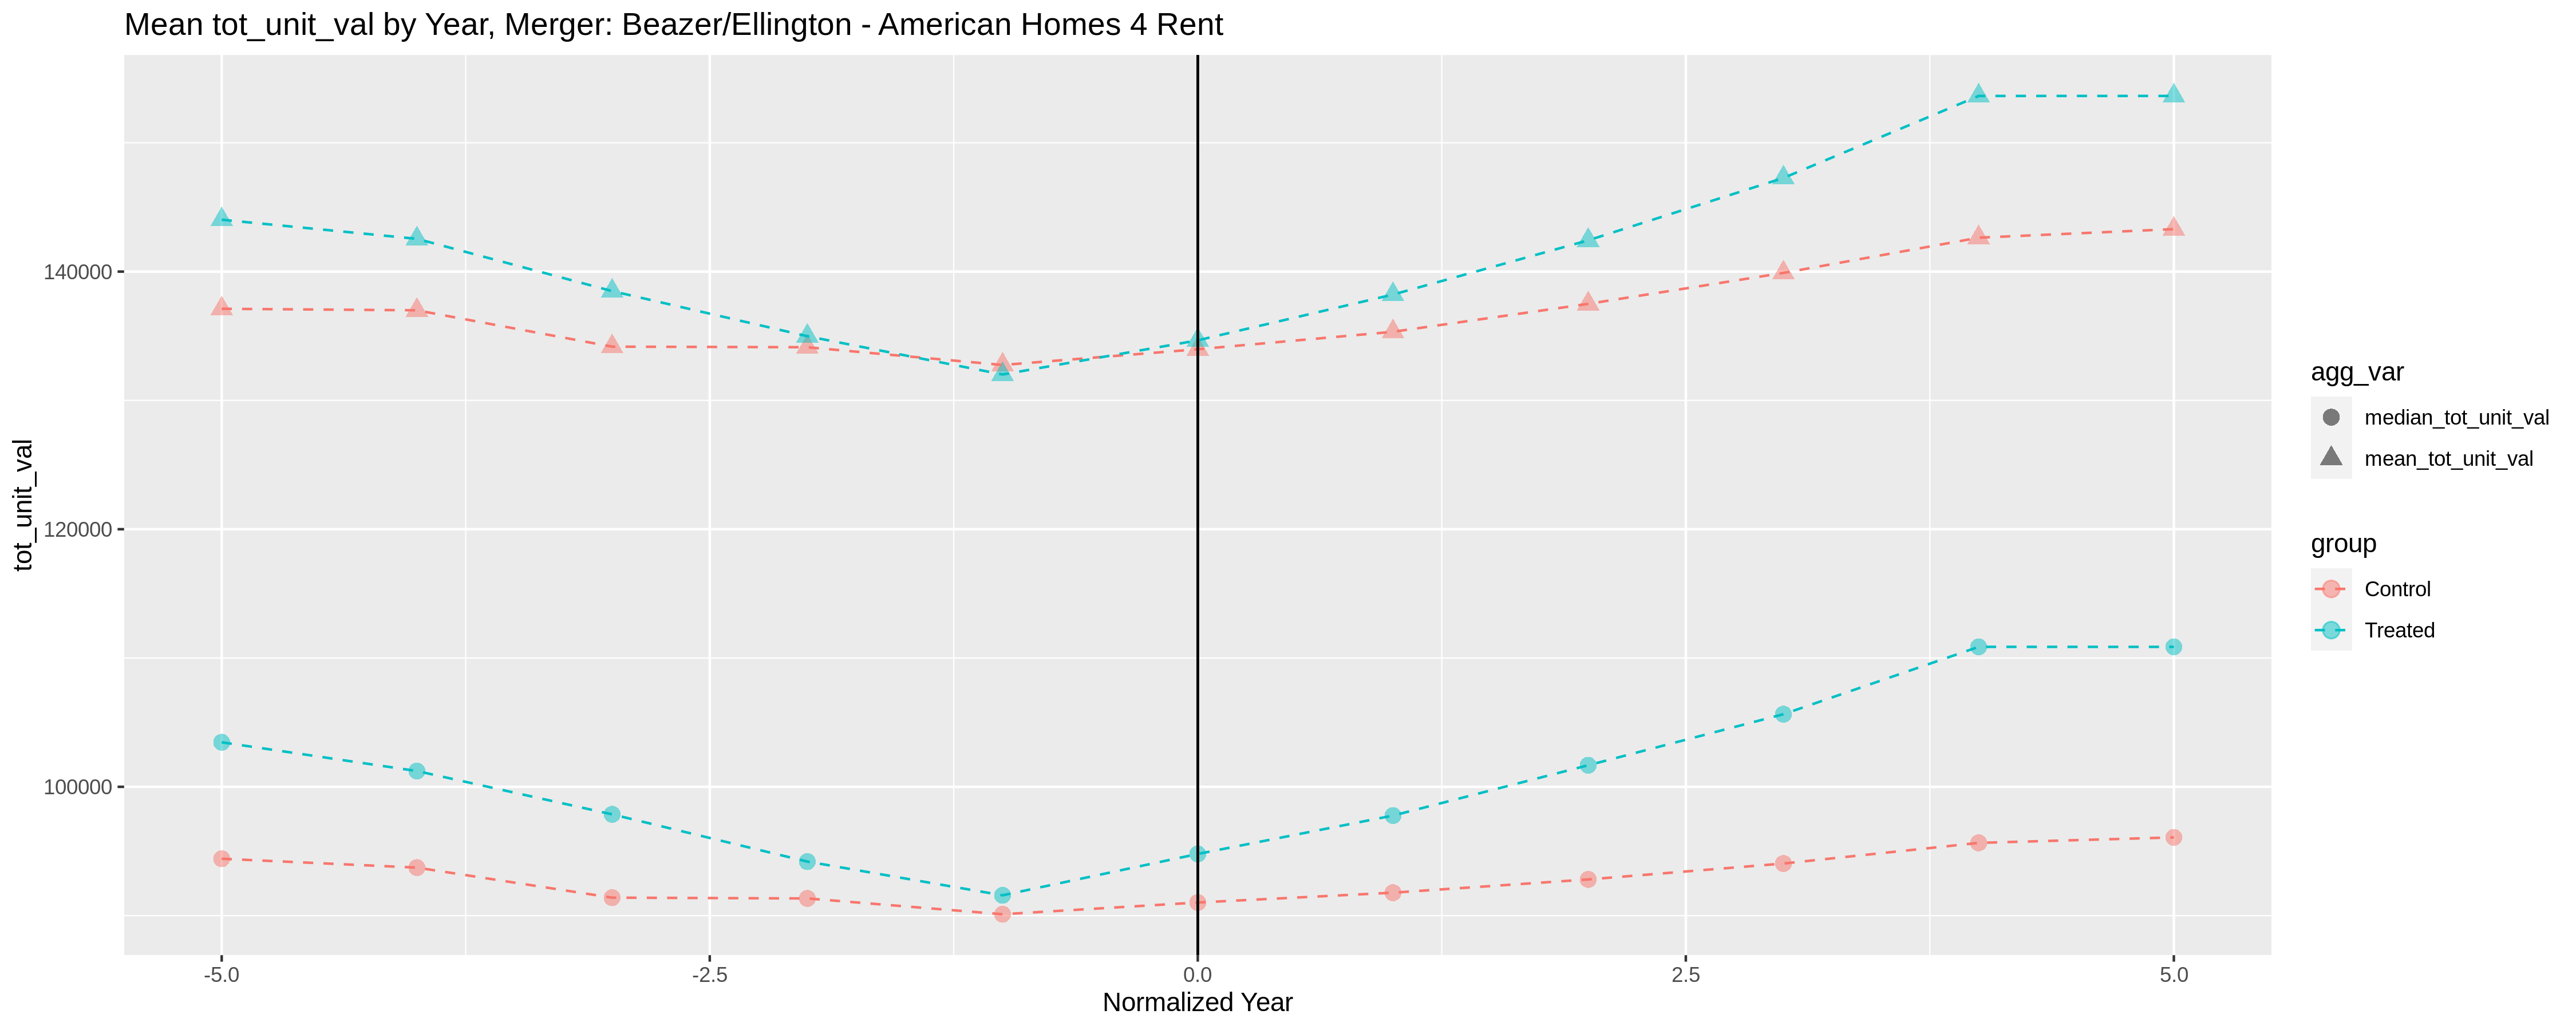 Mean tot_unit_val by Year, Merger: Beazer/Ellington - American Homes 4 Rent
tot_unit_val
140000
120000
100000
-5.0
-2.5
0.0
2.5
5.0
Normalized Year
agg_var
median_tot_unit_val
mean_tot_unit_val
group
Control
Treated